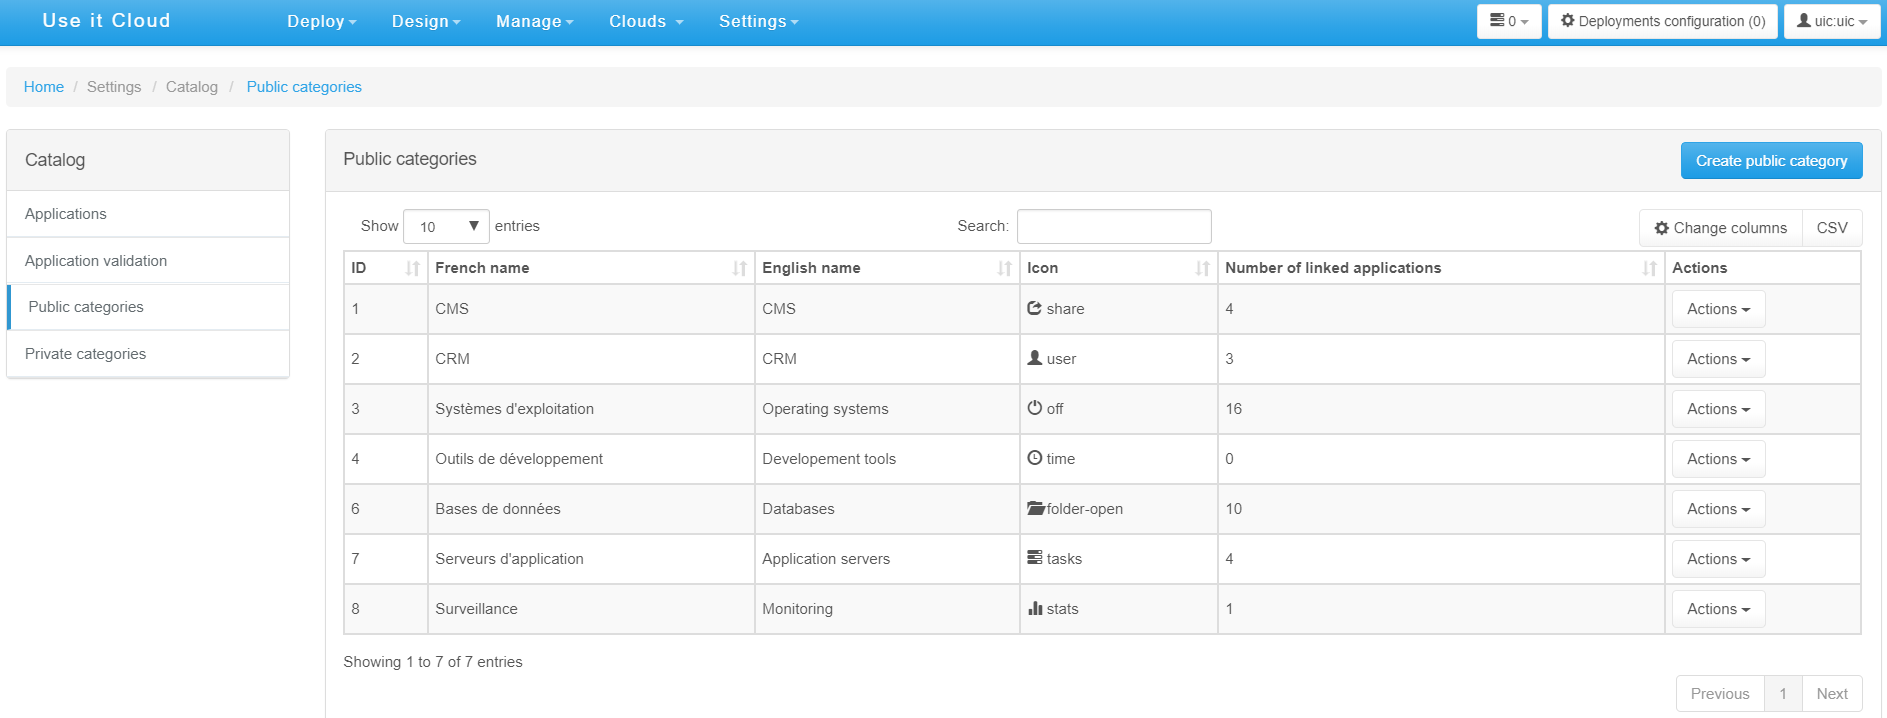 Use it Cloud Deploy Design Manage Clouds Settings 0 Deployments configuration (0) uic:uic
Home / Settings / Catalog / Public categories
Catalog
Applications
Application validation
Public categories
Private categories
Public categories Create public category
Show 10 entries Search: Change columns CSV
ID French name English name Icon Number of linked applications Actions
1 CMS CMS share 4 Actions
2 CRM CRM user 3 Actions
3 Systèmes d'exploitation Operating systems off 16 Actions
4 Outils de développement Developement tools time 0 Actions
6 Bases de données Databases folder-open 10 Actions
7 Serveurs d'application Application servers tasks 4 Actions
8 Surveillance Monitoring stats 1 Actions
Showing 1 to 7 of 7 entries
Previous 1 Next